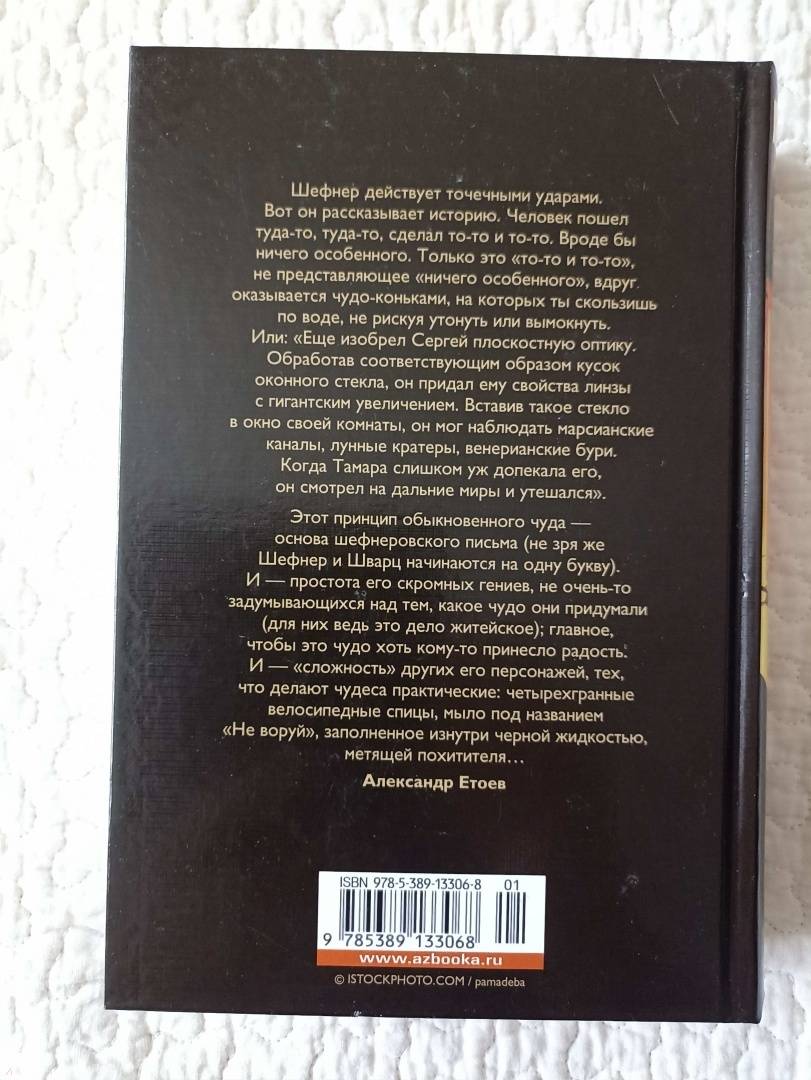 Шефнер действует точечными ударами.
Вот он рассказывает историю. Человек пошел
туда-то, туда-то, сделал то-то и то-то. Вроде бы
ничего особенного. Только это «то-то и то-то»,
не представляющее «ничего особенного», вдруг
оказывается чудо-коньками, на которых ты скользишь
по воде, не рискуя утонуть или вымокнуть.
Или: «Еще изобрел Сергей плоскостную оптику.
Обработав соответствующим образом кусок
оконного стекла, он придал ему свойства линзы
с гигантским увеличением. Вставив такое стекло
в окно своей комнаты, он мог наблюдать марсианские
каналы, лунные кратеры, венерианские бури.
Когда Тамара слишком уж допекала его,
он смотрел на дальние миры и утешался».
Этот принцип обыкновенного чуда —
основа шефнеровского письма (не зря же
Шефнер и Шварц начинаются на одну букву).
И — простота его скромных гениев, не очень-то
задумывающихся над тем, какое чудо они придумали
(для них ведь это дело житейское); главное,
чтобы это чудо хоть кому-то принесло радость.
И — «сложность» других его персонажей, тех,
что делают чудеса практические: четырехгранные
велосипедные спицы, мыло под названием
«Не воруй», заполненное изнутри черной жидкостью,
метящей похитителя…
Александр Етоев
ISBN 978-5-389-13306-8 01
9 785389 133068
www.azbooka.ru
© ISTOCKPHOTO.COM / pamadeba